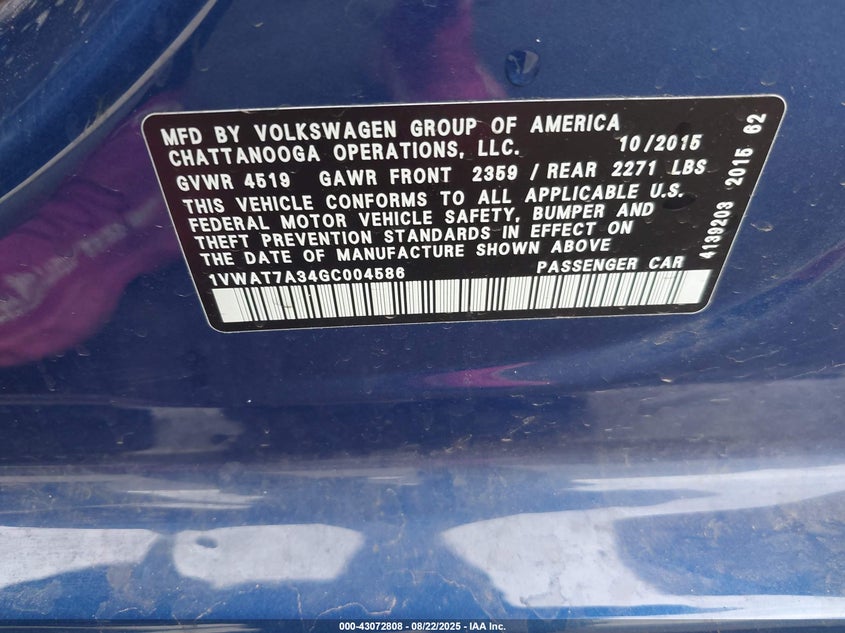 MFD BY VOLKSWAGEN GROUP OF AMERICA
CHATTANOOGA OPERATIONS, LLC. 10/2015
GVWR 4519 GAWR FRONT 2359 / REAR 2271 LBS
THIS VEHICLE CONFORMS TO ALL APPLICABLE U.S.
FEDERAL MOTOR VEHICLE SAFETY, BUMPER AND
THEFT PREVENTION STANDARDS IN EFFECT ON
THE DATE OF MANUFACTURE SHOWN ABOVE
1VWAT7A34GC004586 PASSENGER CAR
4139203 2015 62
000-43072808 - 08/22/2025 - IAA Inc.